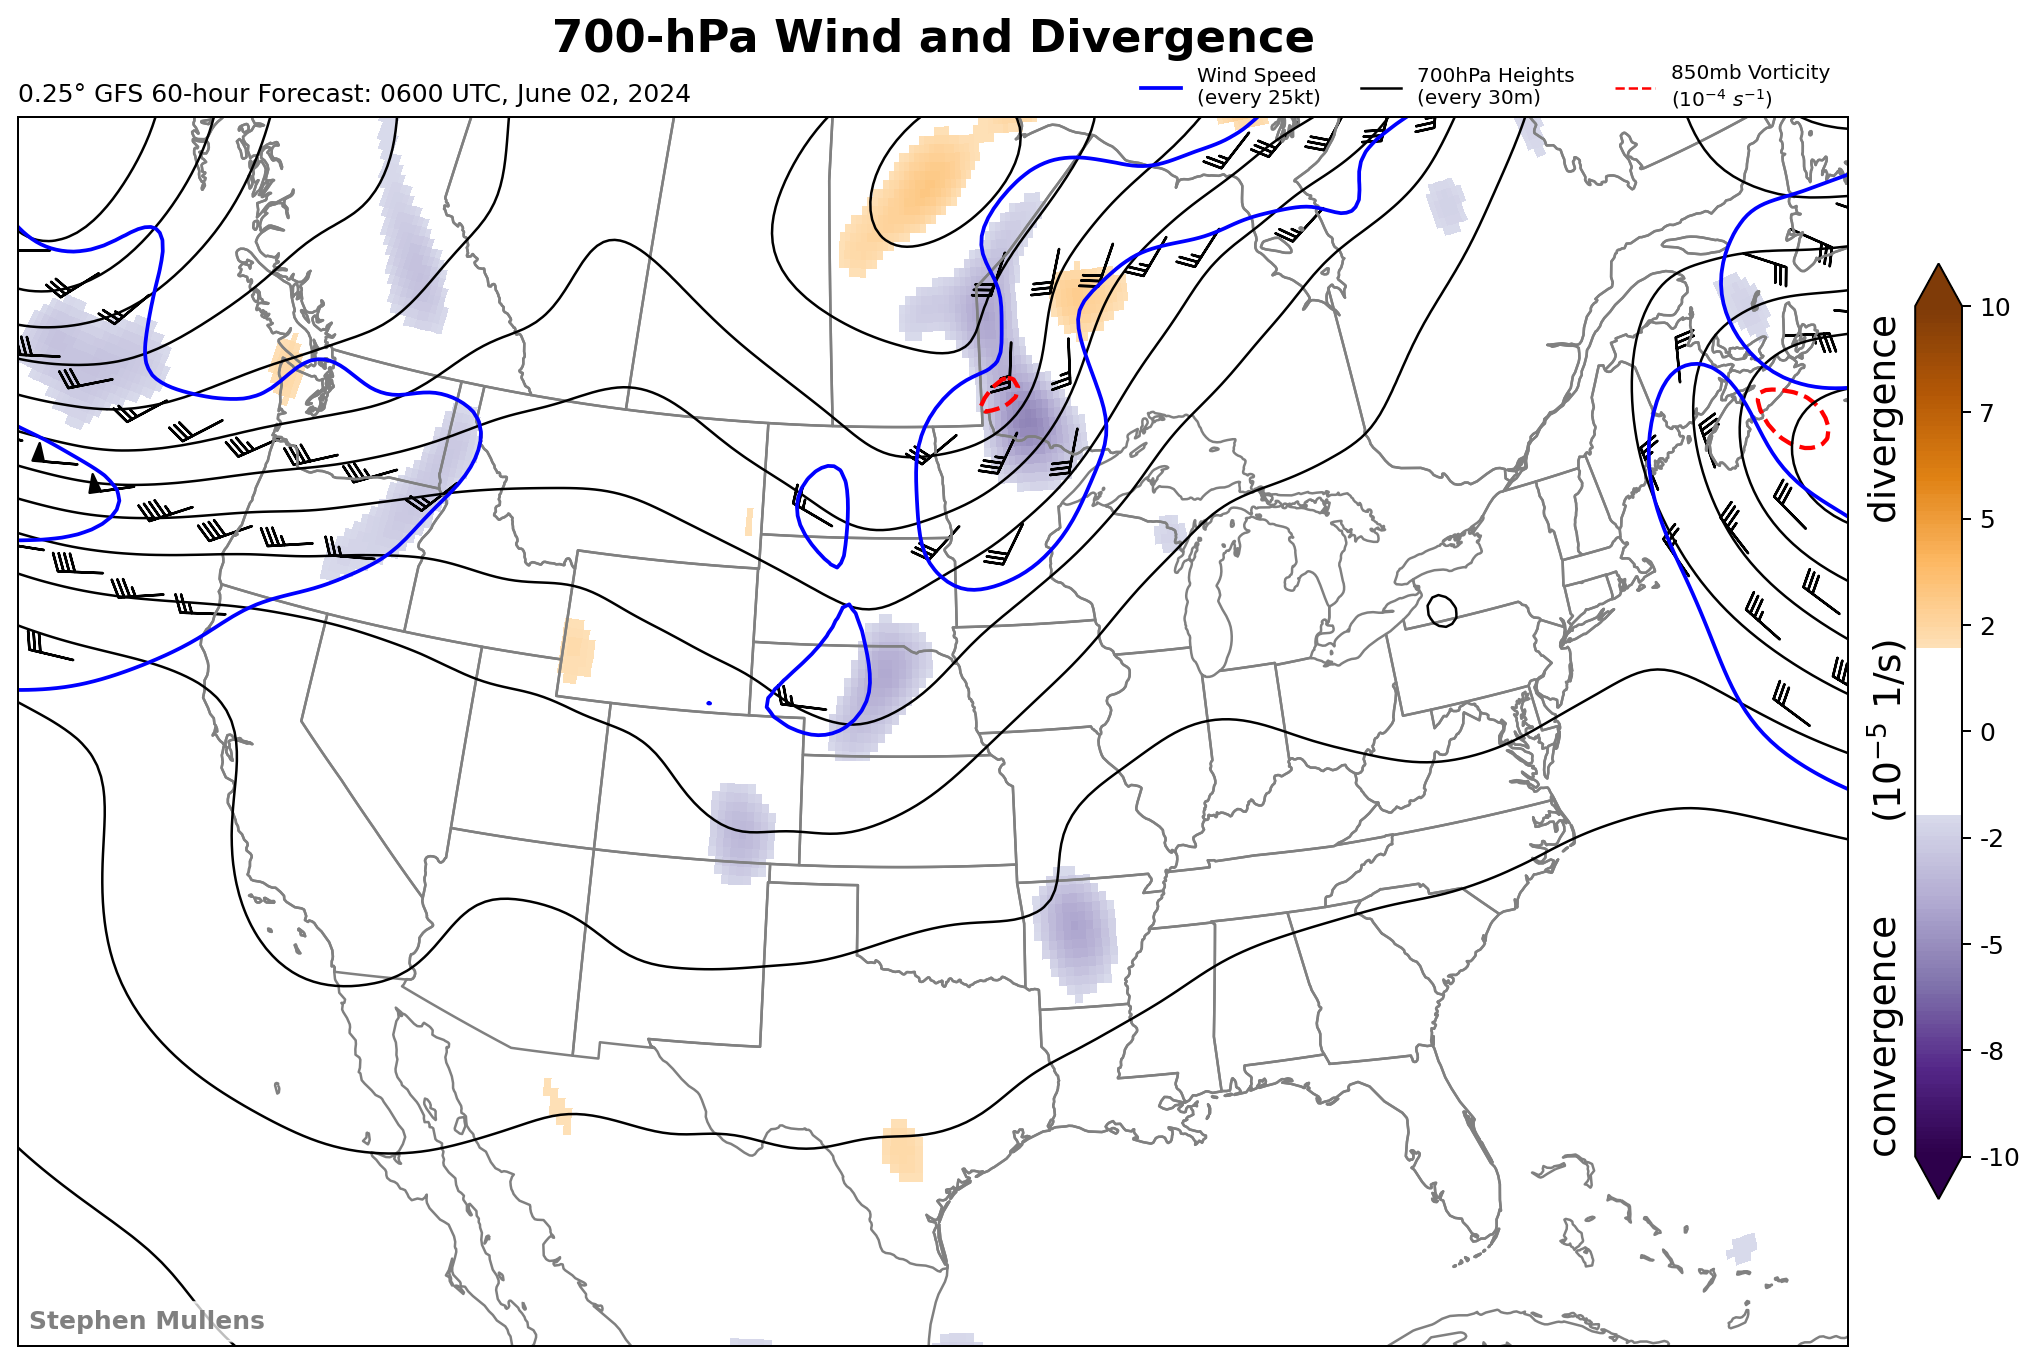 700-hPa Wind and Divergence
0.25° GFS 60-hour Forecast: 0600 UTC, June 02, 2024
Wind Speed
(every 25kt)
700hPa Heights
(every 30m)
850mb Vorticity
(10⁻⁴ s⁻¹)
10
7
5
2
0
-2
-5
-8
-10
convergence (10⁻⁵ 1/s) divergence
Stephen Mullens